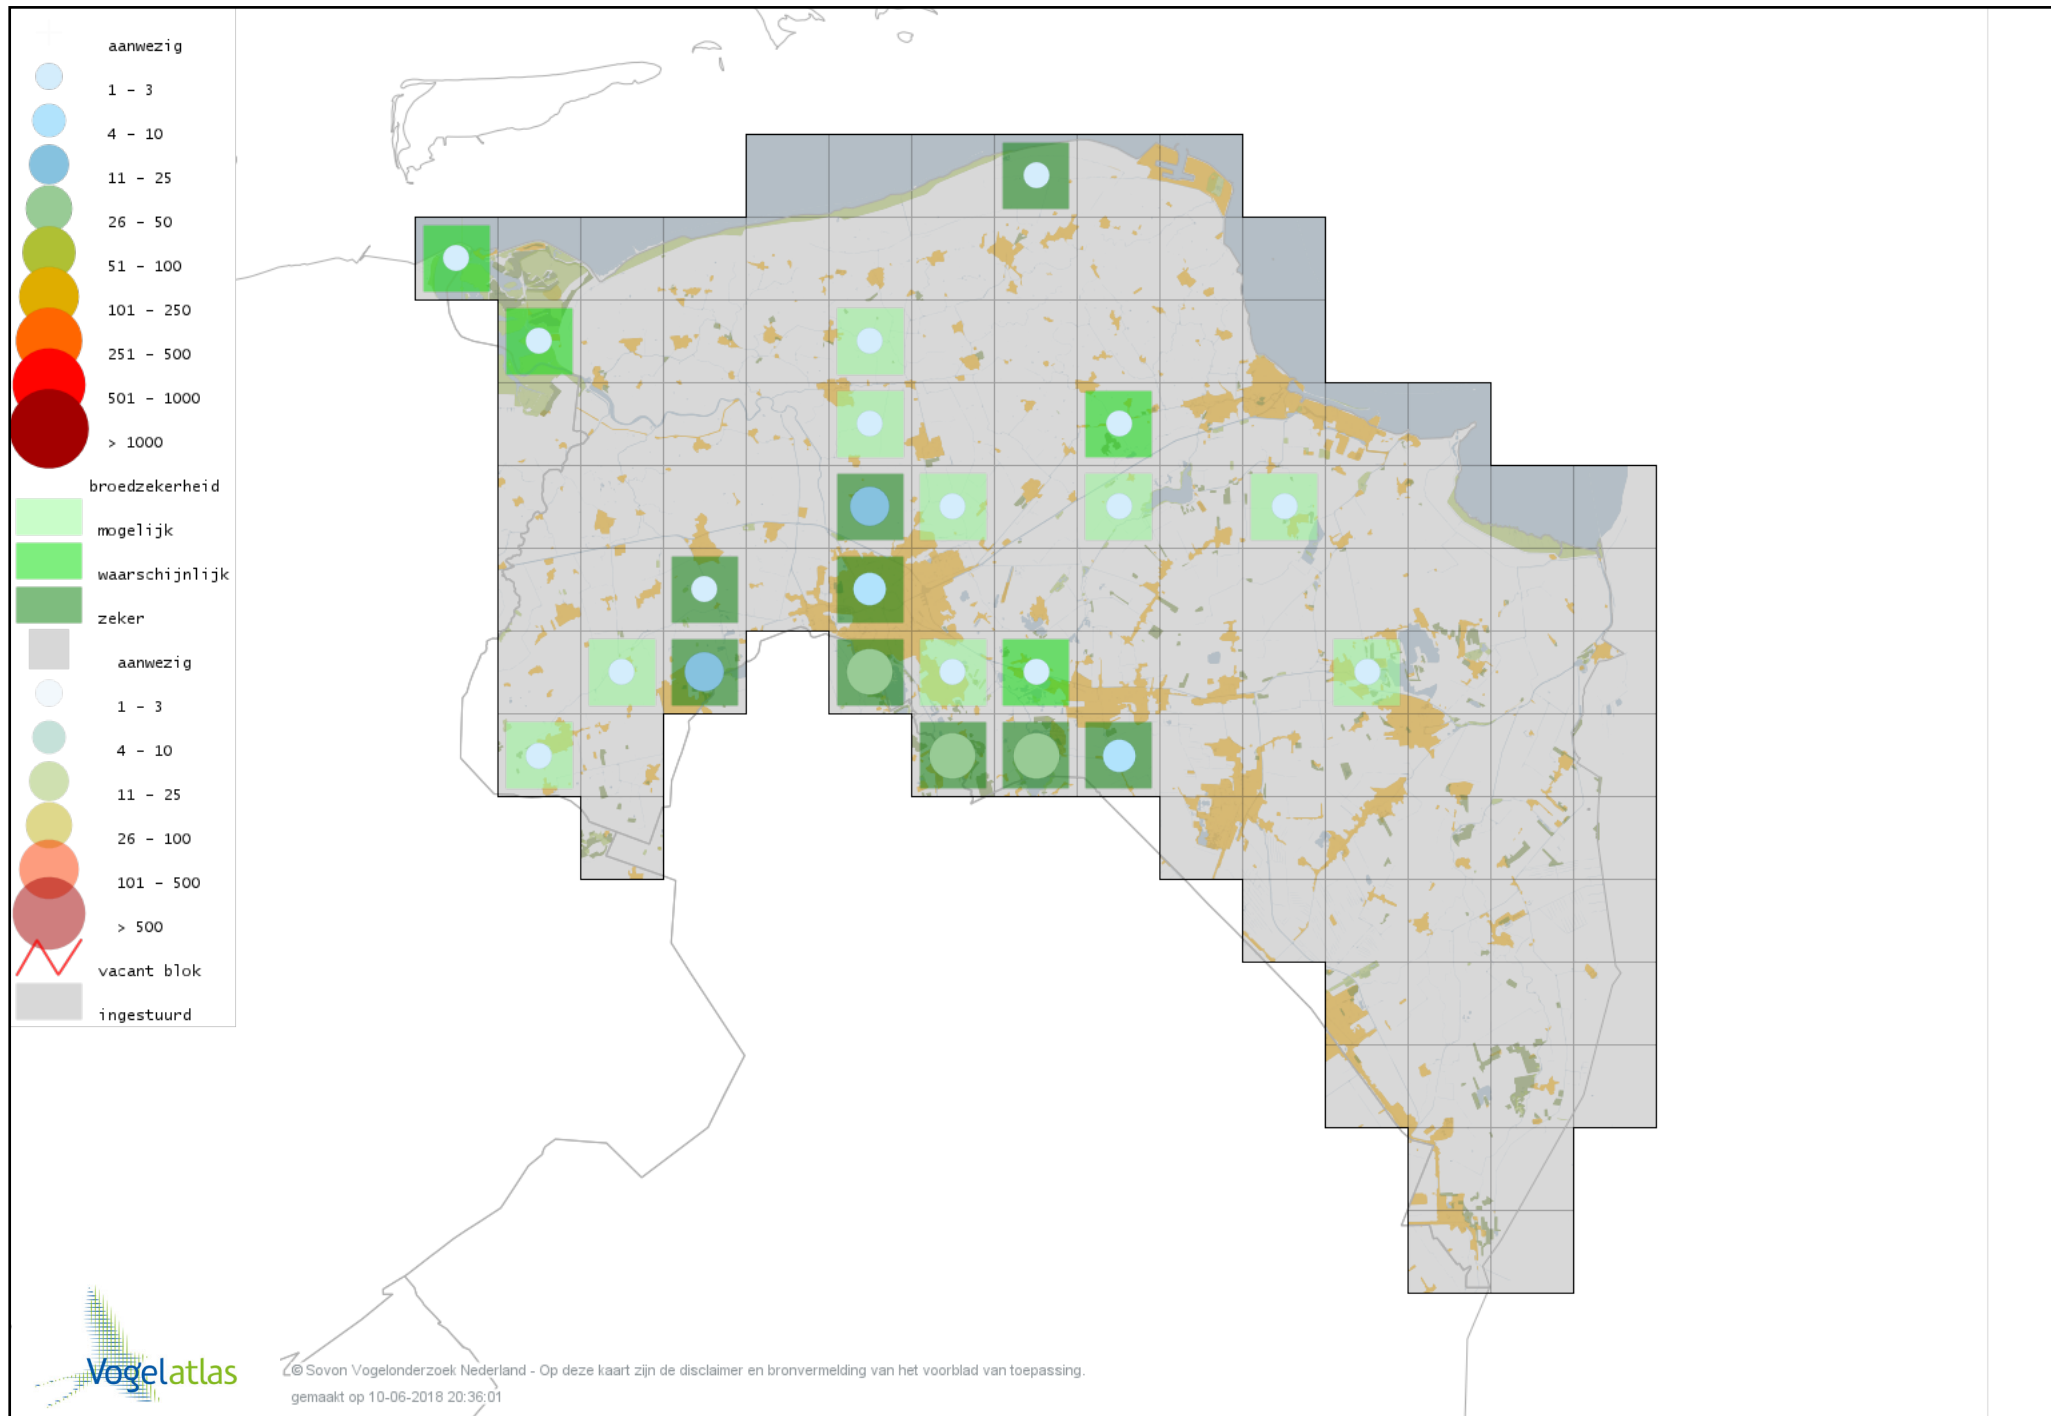 aanwezig
1 - 3
4 - 10
11 - 25
26 - 50
51 - 100
101 - 250
251 - 500
501 - 1000
> 1000
broedzekerheid
mogelijk
waarschijnlijk
zeker
aanwezig
1 - 3
4 - 10
11 - 25
26 - 100
101 - 500
> 500
vacant blok
ingestuurd
Vogelatlas
© Sovon Vogelonderzoek Nederland - Op deze kaart zijn de disclaimer en bronvermelding van het voorblad van toepassing.
gemaakt op 10-06-2018 20:36:01